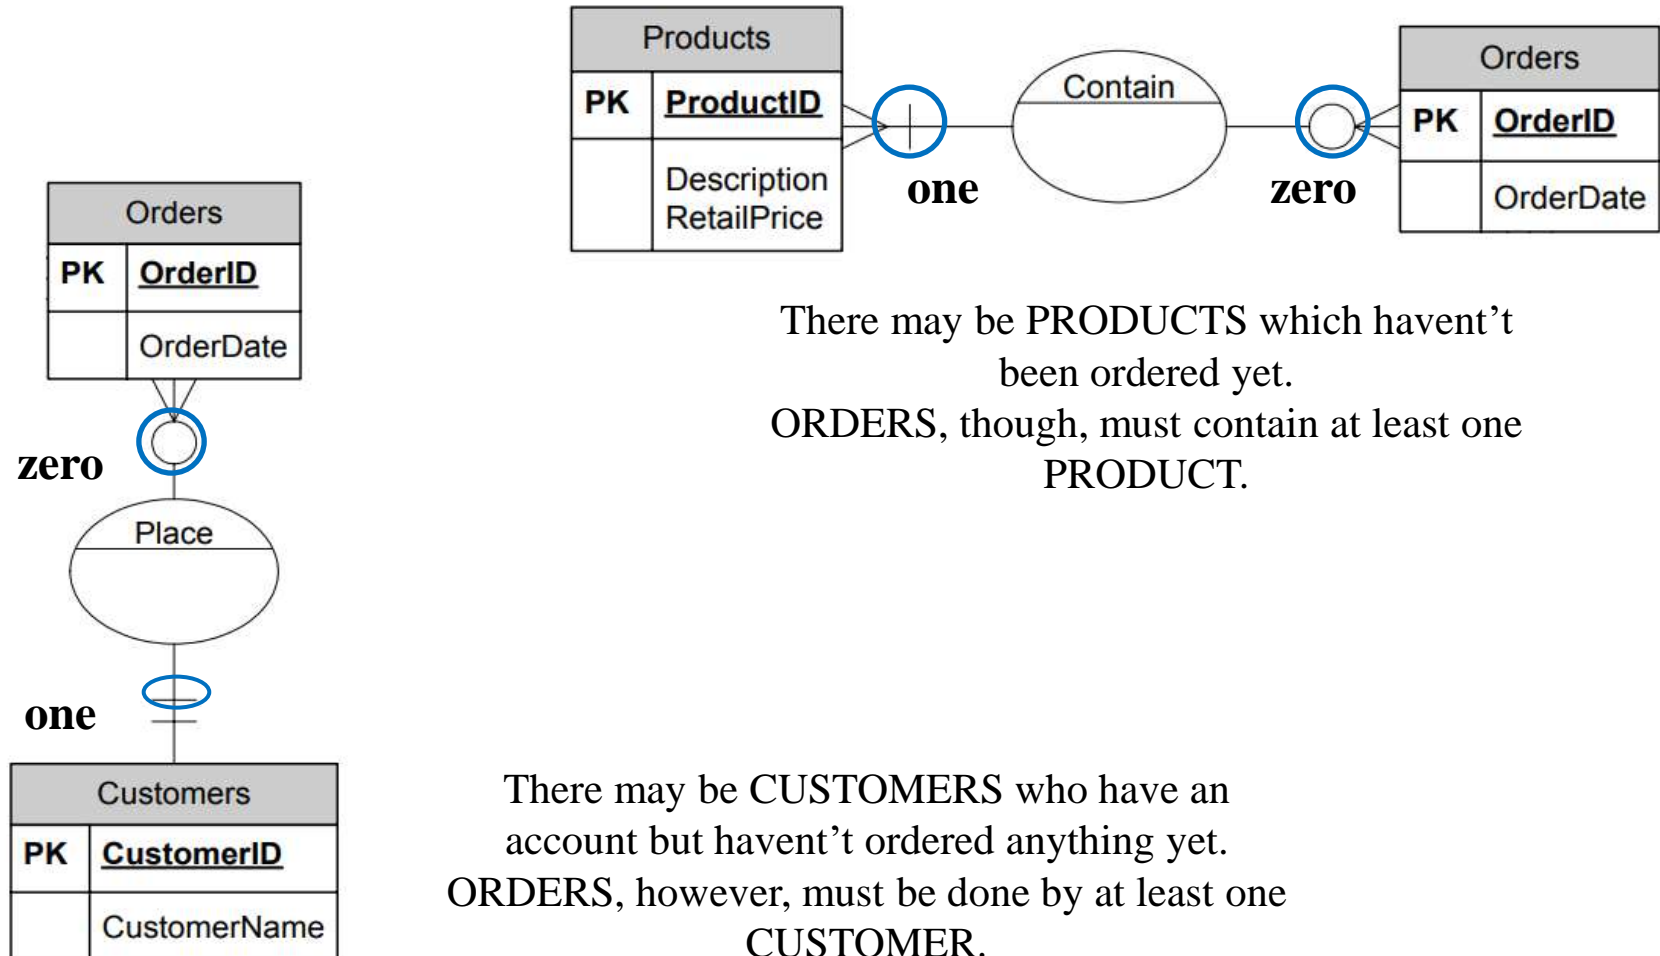 Products
PK ProductID
Description
RetailPrice
one
Contain
zero
Orders
PK OrderID
OrderDate
There may be PRODUCTS which havent't
been ordered yet.
ORDERS, though, must contain at least one
PRODUCT.
Orders
PK OrderID
OrderDate
zero
Place
one
Customers
PK CustomerID
CustomerName
There may be CUSTOMERS who have an
account but havent't ordered anything yet.
ORDERS, however, must be done by at least one
CUSTOMER.